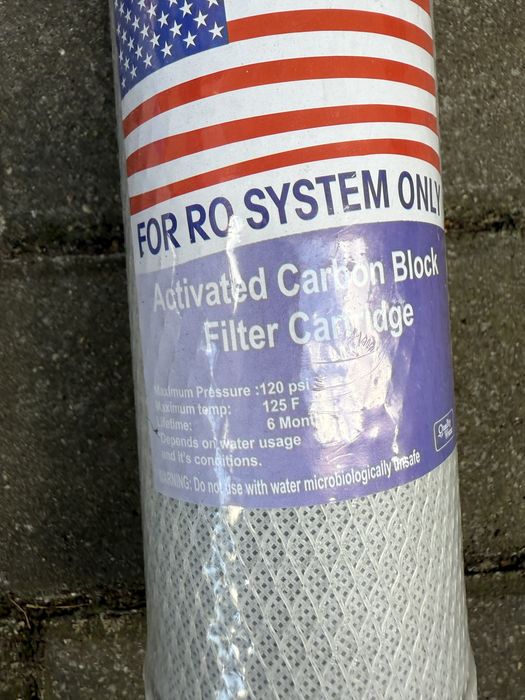 FOR RO SYSTEM ONLY
Activated Carbon Block
Filter Cartridge
Maximum Pressure :120 psi
Maximum temp: 125 F
Lifetime: 6 Month
Depends on water usage
and it's conditions.
WARNING: Do not use with water microbiologically unsafe